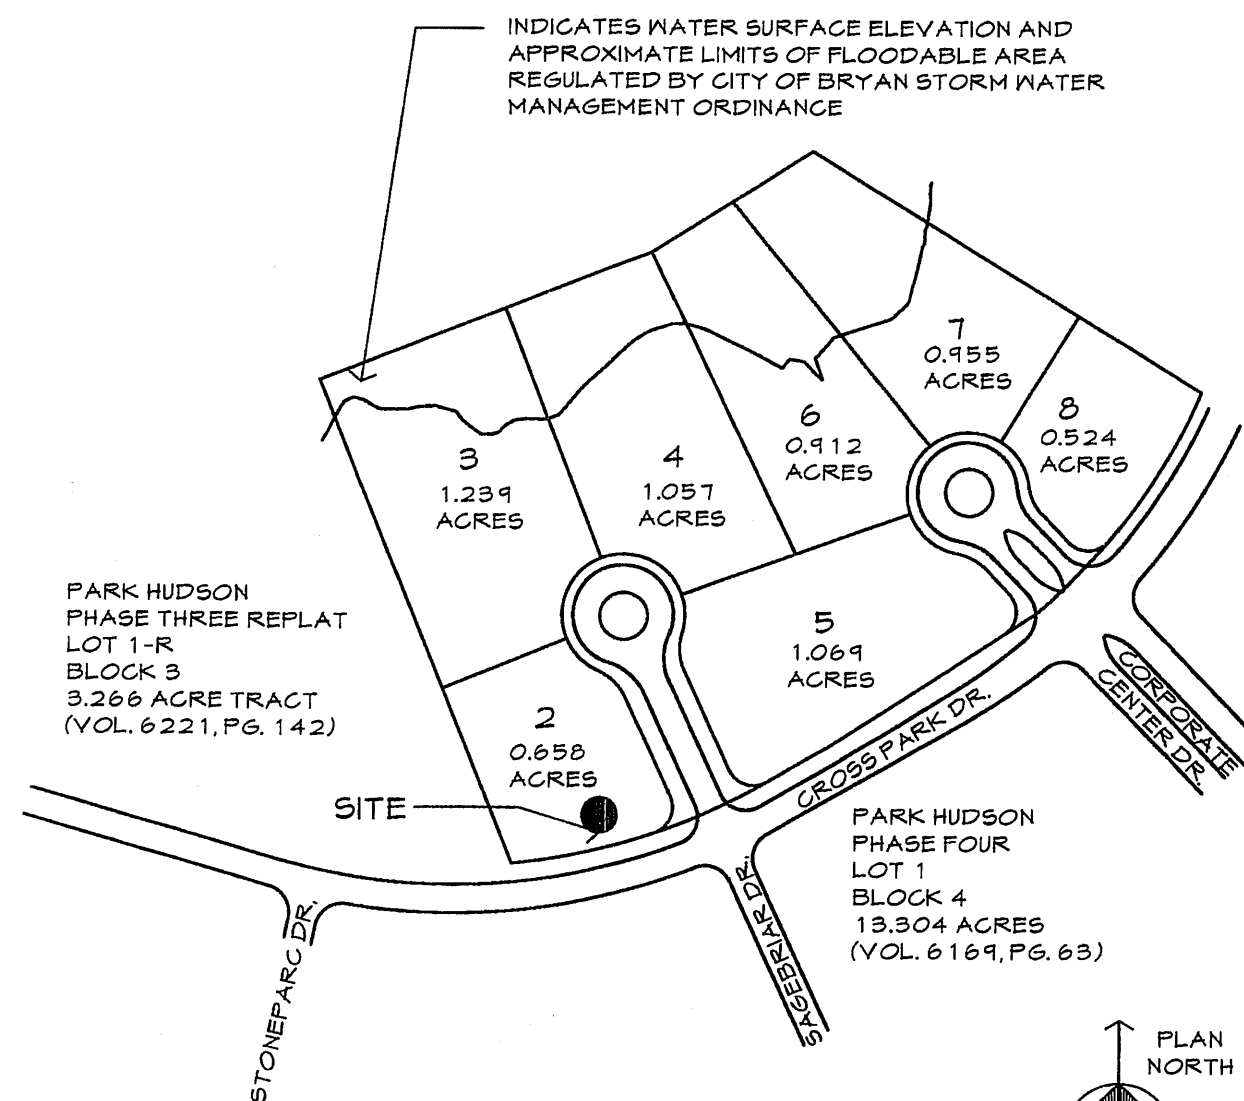 INDICATES WATER SURFACE ELEVATION AND
APPROXIMATE LIMITS OF FLOODABLE AREA
REGULATED BY CITY OF BRYAN STORM WATER
MANAGEMENT ORDINANCE
7
0.955
ACRES
8
0.524
ACRES
6
0.912
ACRES
3
1.239
ACRES
4
1.057
ACRES
PARK HUDSON
PHASE THREE REPLAT
LOT 1-R
BLOCK 3
3.266 ACRE TRACT
(VOL. 6221, PG. 142)
5
1.069
ACRES
2
0.658
ACRES
SITE
CROSS PARK DR.
CORPORATE
CENTER DR.
PARK HUDSON
PHASE FOUR
LOT 1
BLOCK 4
13.304 ACRES
(VOL. 6169, PG. 63)
SAGEBRIAR DR.
STONEPARC DR.
PLAN
NORTH